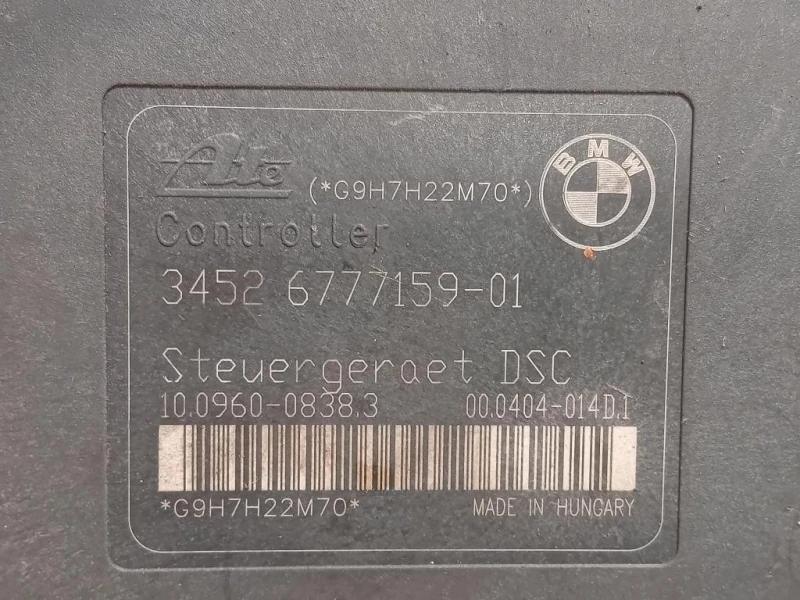 Ate
(*G9H7H22M70*)
BMW
Controller
3452 6777159-01
Steuergeraet DSC
10.0960-0838.3 00.0404-014D.1
*G9H7H22M70* MADE IN HUNGARY